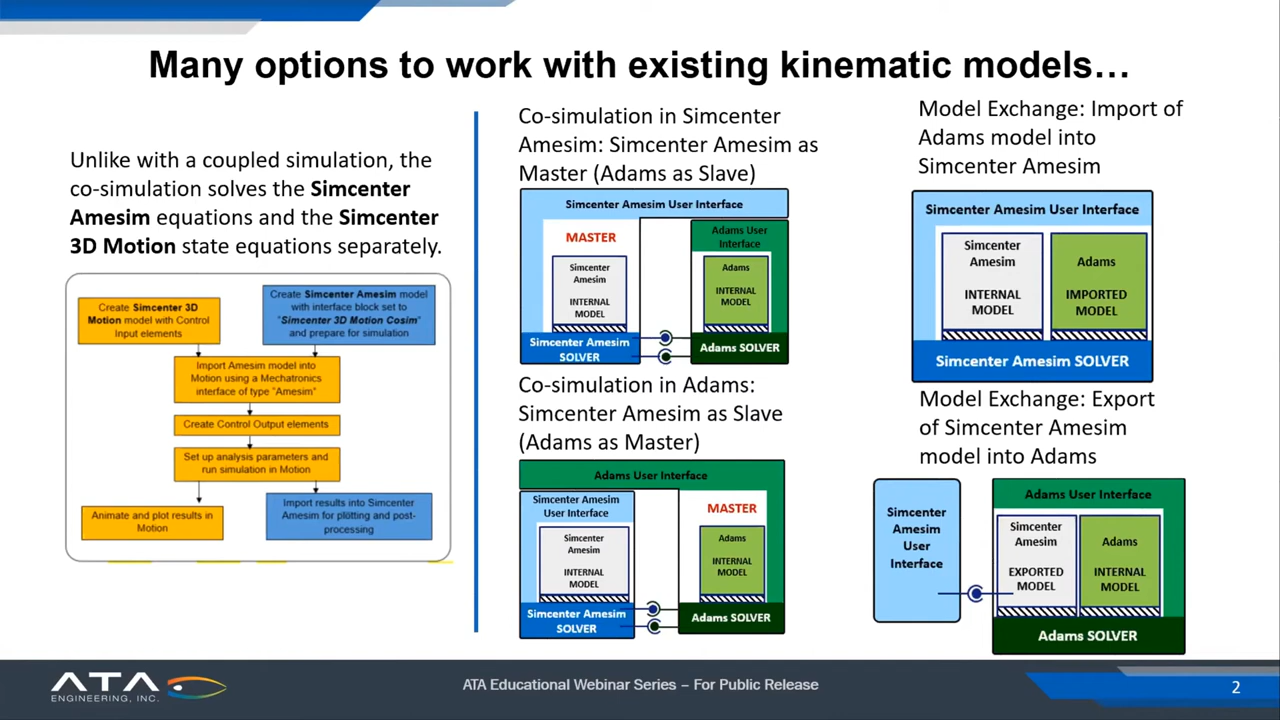 Many options to work with existing kinematic models…
Unlike with a coupled simulation, the
co-simulation solves the Simcenter
Amesim equations and the Simcenter
3D Motion state equations separately.
Create Simcenter 3D
Motion model with Control
Input elements
Create Simcenter Amesim model
with interface block set to
"Simcenter 3D Motion Cosim"
and prepare for simulation
Import Amesim model into
Motion using a Mechatronics
interface of type "Amesim"
Create Control Output elements
Set up analysis parameters and
run simulation in Motion
Animate and plot results in
Motion
Import results into Simcenter
Amesim for plotting and post-
processing
Co-simulation in Simcenter
Amesim: Simcenter Amesim as
Master (Adams as Slave)
Simcenter Amesim User Interface
MASTER
Adams User
Interface
Simcenter
Amesim
INTERNAL
MODEL
Adams
INTERNAL
MODEL
Simcenter Amesim
SOLVER
Adams SOLVER
Co-simulation in Adams:
Simcenter Amesim as Slave
(Adams as Master)
Adams User Interface
Simcenter Amesim
User Interface
MASTER
Simcenter
Amesim
INTERNAL
MODEL
Adams
INTERNAL
MODEL
Simcenter Amesim
SOLVER
Adams SOLVER
Model Exchange: Import of
Adams model into
Simcenter Amesim
Simcenter Amesim User Interface
Simcenter
Amesim
INTERNAL
MODEL
Adams
IMPORTED
MODEL
Simcenter Amesim SOLVER
Model Exchange: Export
of Simcenter Amesim
model into Adams
Simcenter
Amesim
User
Interface
Adams User Interface
Simcenter
Amesim
EXPORTED
MODEL
Adams
INTERNAL
MODEL
Adams SOLVER
ATA
ENGINEERING, INC.
ATA Educational Webinar Series – For Public Release
2